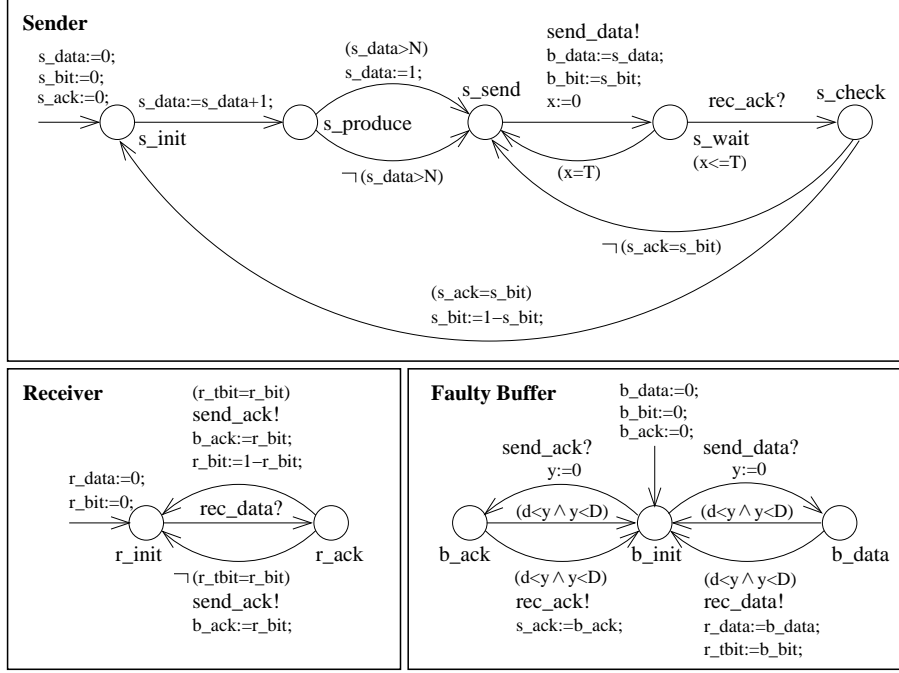 Sender
s_data:=0;
s_bit:=0;
s_ack:=0;
s_init
s_data:=s_data+1;
s_produce
(s_data>N)
s_data:=1;
¬(s_data>N)
s_send
send_data!
b_data:=s_data;
b_bit:=s_bit;
x:=0
(x=T)
s_wait
(x<=T)
rec_ack?
s_check
¬(s_ack=s_bit)
(s_ack=s_bit)
s_bit:=1−s_bit;
Receiver
r_data:=0;
r_bit:=0;
r_init
(r_tbit=r_bit)
send_ack!
b_ack:=r_bit;
r_bit:=1−r_bit;
rec_data?
r_ack
¬(r_tbit=r_bit)
send_ack!
b_ack:=r_bit;
Faulty Buffer
b_data:=0;
b_bit:=0;
b_ack:=0;
send_ack?
y:=0
send_data?
y:=0
(d<y∧y<D)
(d<y∧y<D)
b_ack
b_init
b_data
(d<y∧y<D)
rec_ack!
s_ack:=b_ack;
(d<y∧y<D)
rec_data!
r_data:=b_data;
r_tbit:=b_bit;